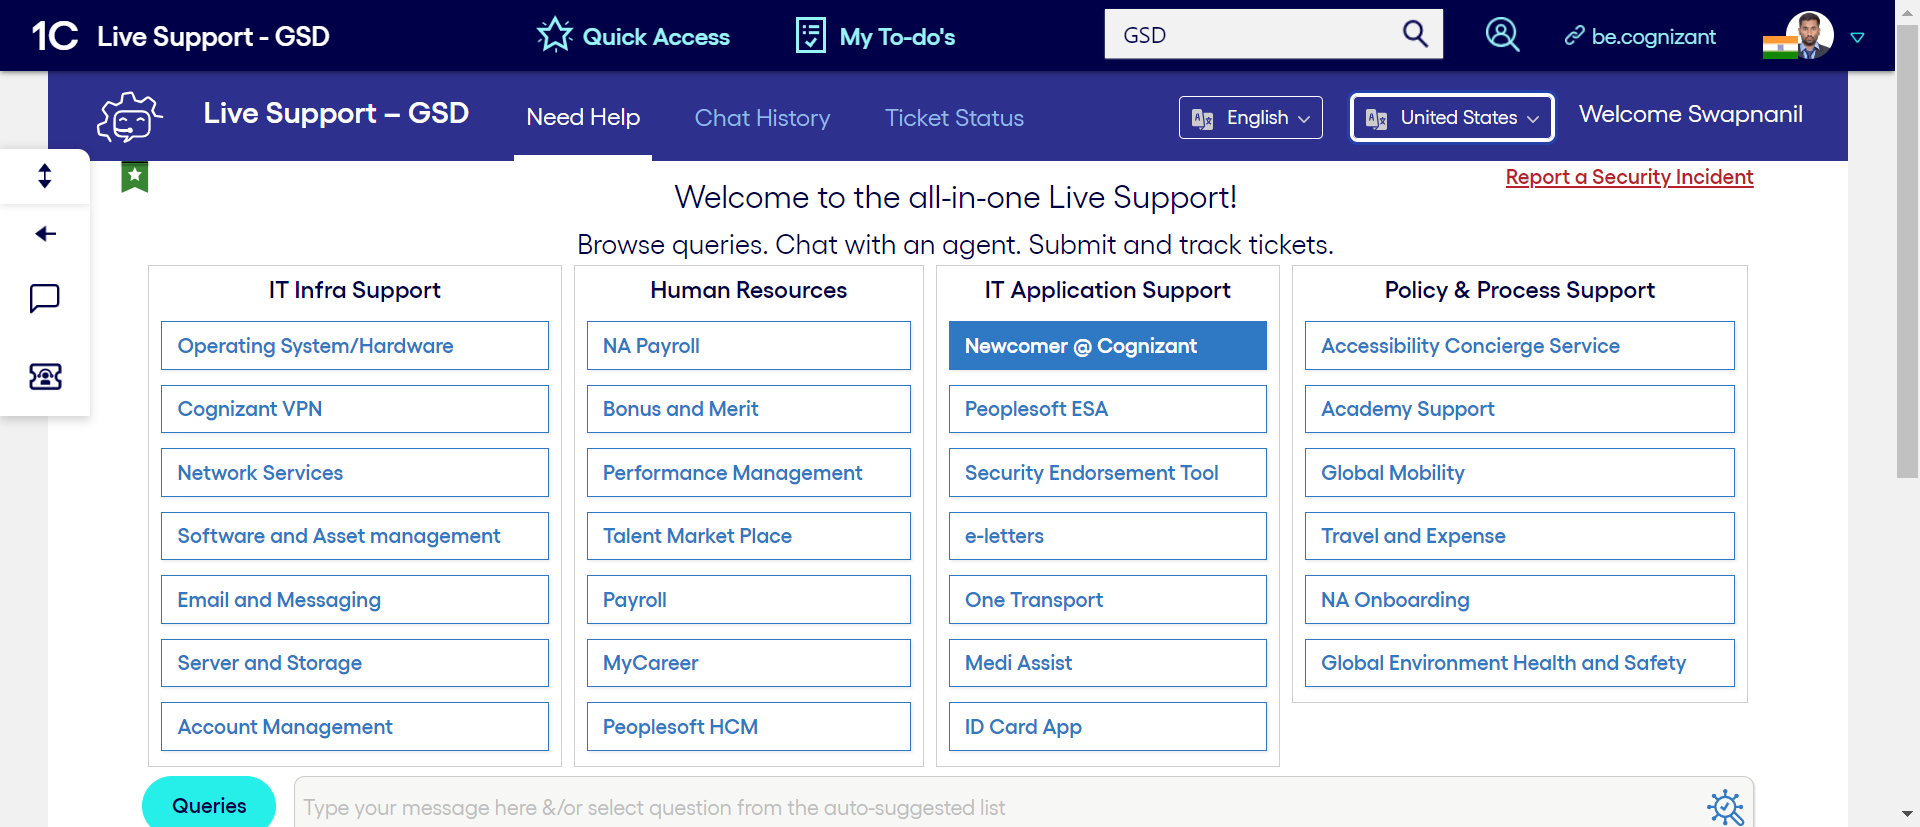 1C Live Support - GSD Quick Access My To-do's GSD be.cognizant
Live Support – GSD Need Help Chat History Ticket Status English United States Welcome Swapnanil
Report a Security Incident
Welcome to the all-in-one Live Support!
Browse queries. Chat with an agent. Submit and track tickets.
IT Infra Support
Operating System/Hardware
Cognizant VPN
Network Services
Software and Asset management
Email and Messaging
Server and Storage
Account Management
Human Resources
NA Payroll
Bonus and Merit
Performance Management
Talent Market Place
Payroll
MyCareer
Peoplesoft HCM
IT Application Support
Newcomer @ Cognizant
Peoplesoft ESA
Security Endorsement Tool
e-letters
One Transport
Medi Assist
ID Card App
Policy & Process Support
Accessibility Concierge Service
Academy Support
Global Mobility
Travel and Expense
NA Onboarding
Global Environment Health and Safety
Queries Type your message here &/or select question from the auto-suggested list